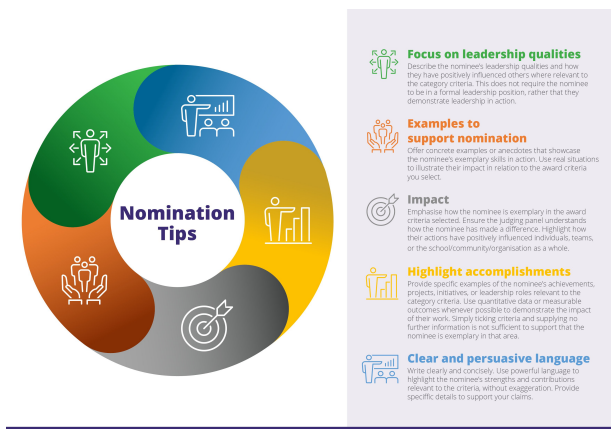 Nomination
Tips
Focus on leadership qualities
Describe the nominee's leadership qualities and how
they have positively influenced others where relevant to
the category criteria. This does not require the nominee
to be in a formal leadership position, rather that they
demonstrate leadership in action.
Examples to
support nomination
Offer concrete examples or anecdotes that showcase
the nominee's exemplary skills in action. Use real situations
to illustrate their impact in relation to the award criteria
you select.
Impact
Emphasise how the nominee is exemplary in the award
criteria selected. Ensure the judging panel understands
how the nominee has made a difference. Highlight how
their actions have positively influenced individuals, teams,
or the school/community/organisation as a whole.
Highlight accomplishments
Provide specific examples of the nominee's achievements,
projects, initiatives, or leadership roles relevant to the
category criteria. Use quantitative data or measurable
outcomes whenever possible to demonstrate the impact
of their work. Simply ticking criteria and supplying no
further information is not sufficient to support that the
nominee is exemplary in that area.
Clear and persuasive language
Write clearly and concisely. Use powerful language to
highlight the nominee's strengths and contributions
relevant to the criteria, without exaggeration. Provide
specific details to support your claims.